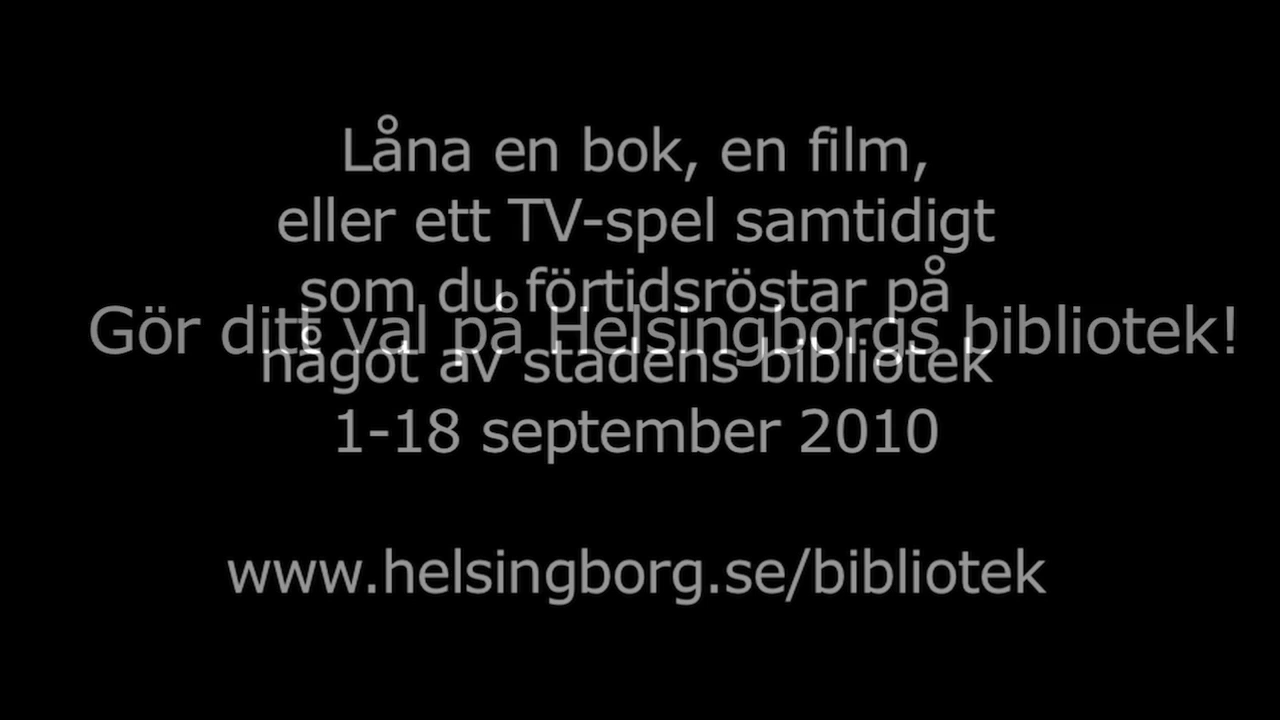 Låna en bok, en film,
eller ett TV-spel samtidigt
som du förtidsröstar på
Gör ditt val på Helsingborgs bibliotek!
något av stadens bibliotek
1-18 september 2010
www.helsingborg.se/bibliotek